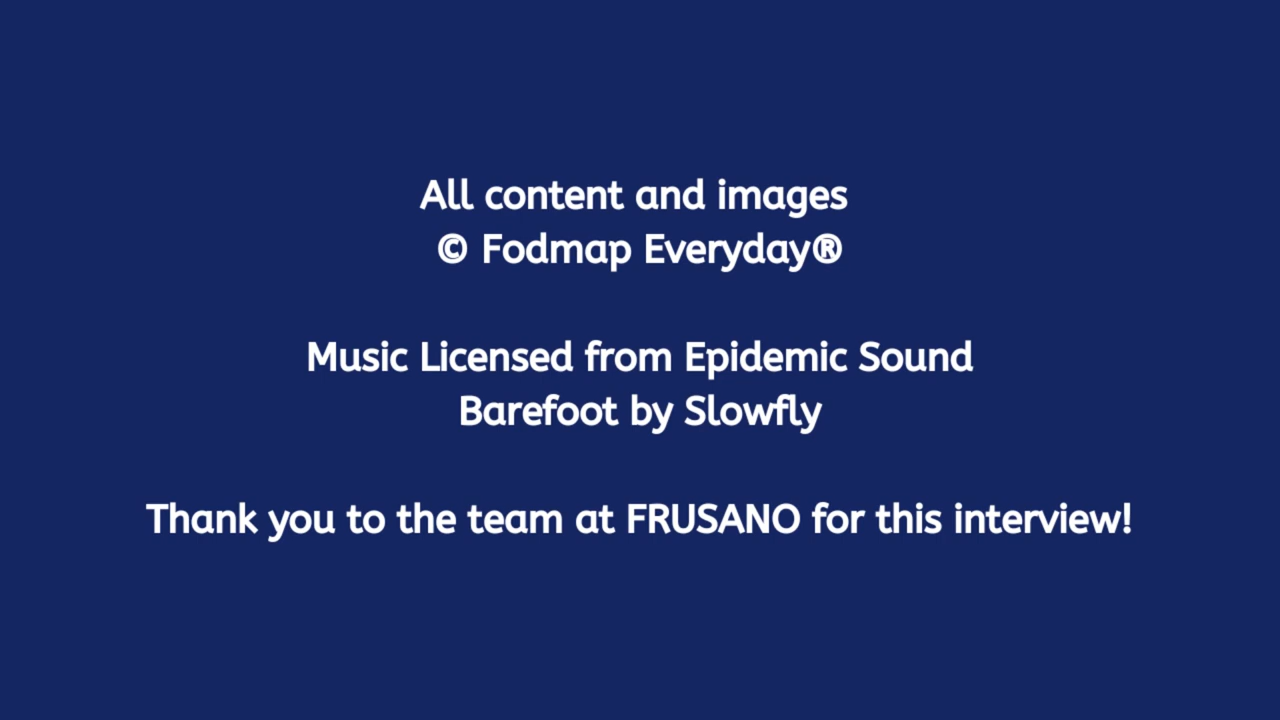 All content and images
© Fodmap Everyday®
Music Licensed from Epidemic Sound
Barefoot by Slowfly
Thank you to the team at FRUSANO for this interview!